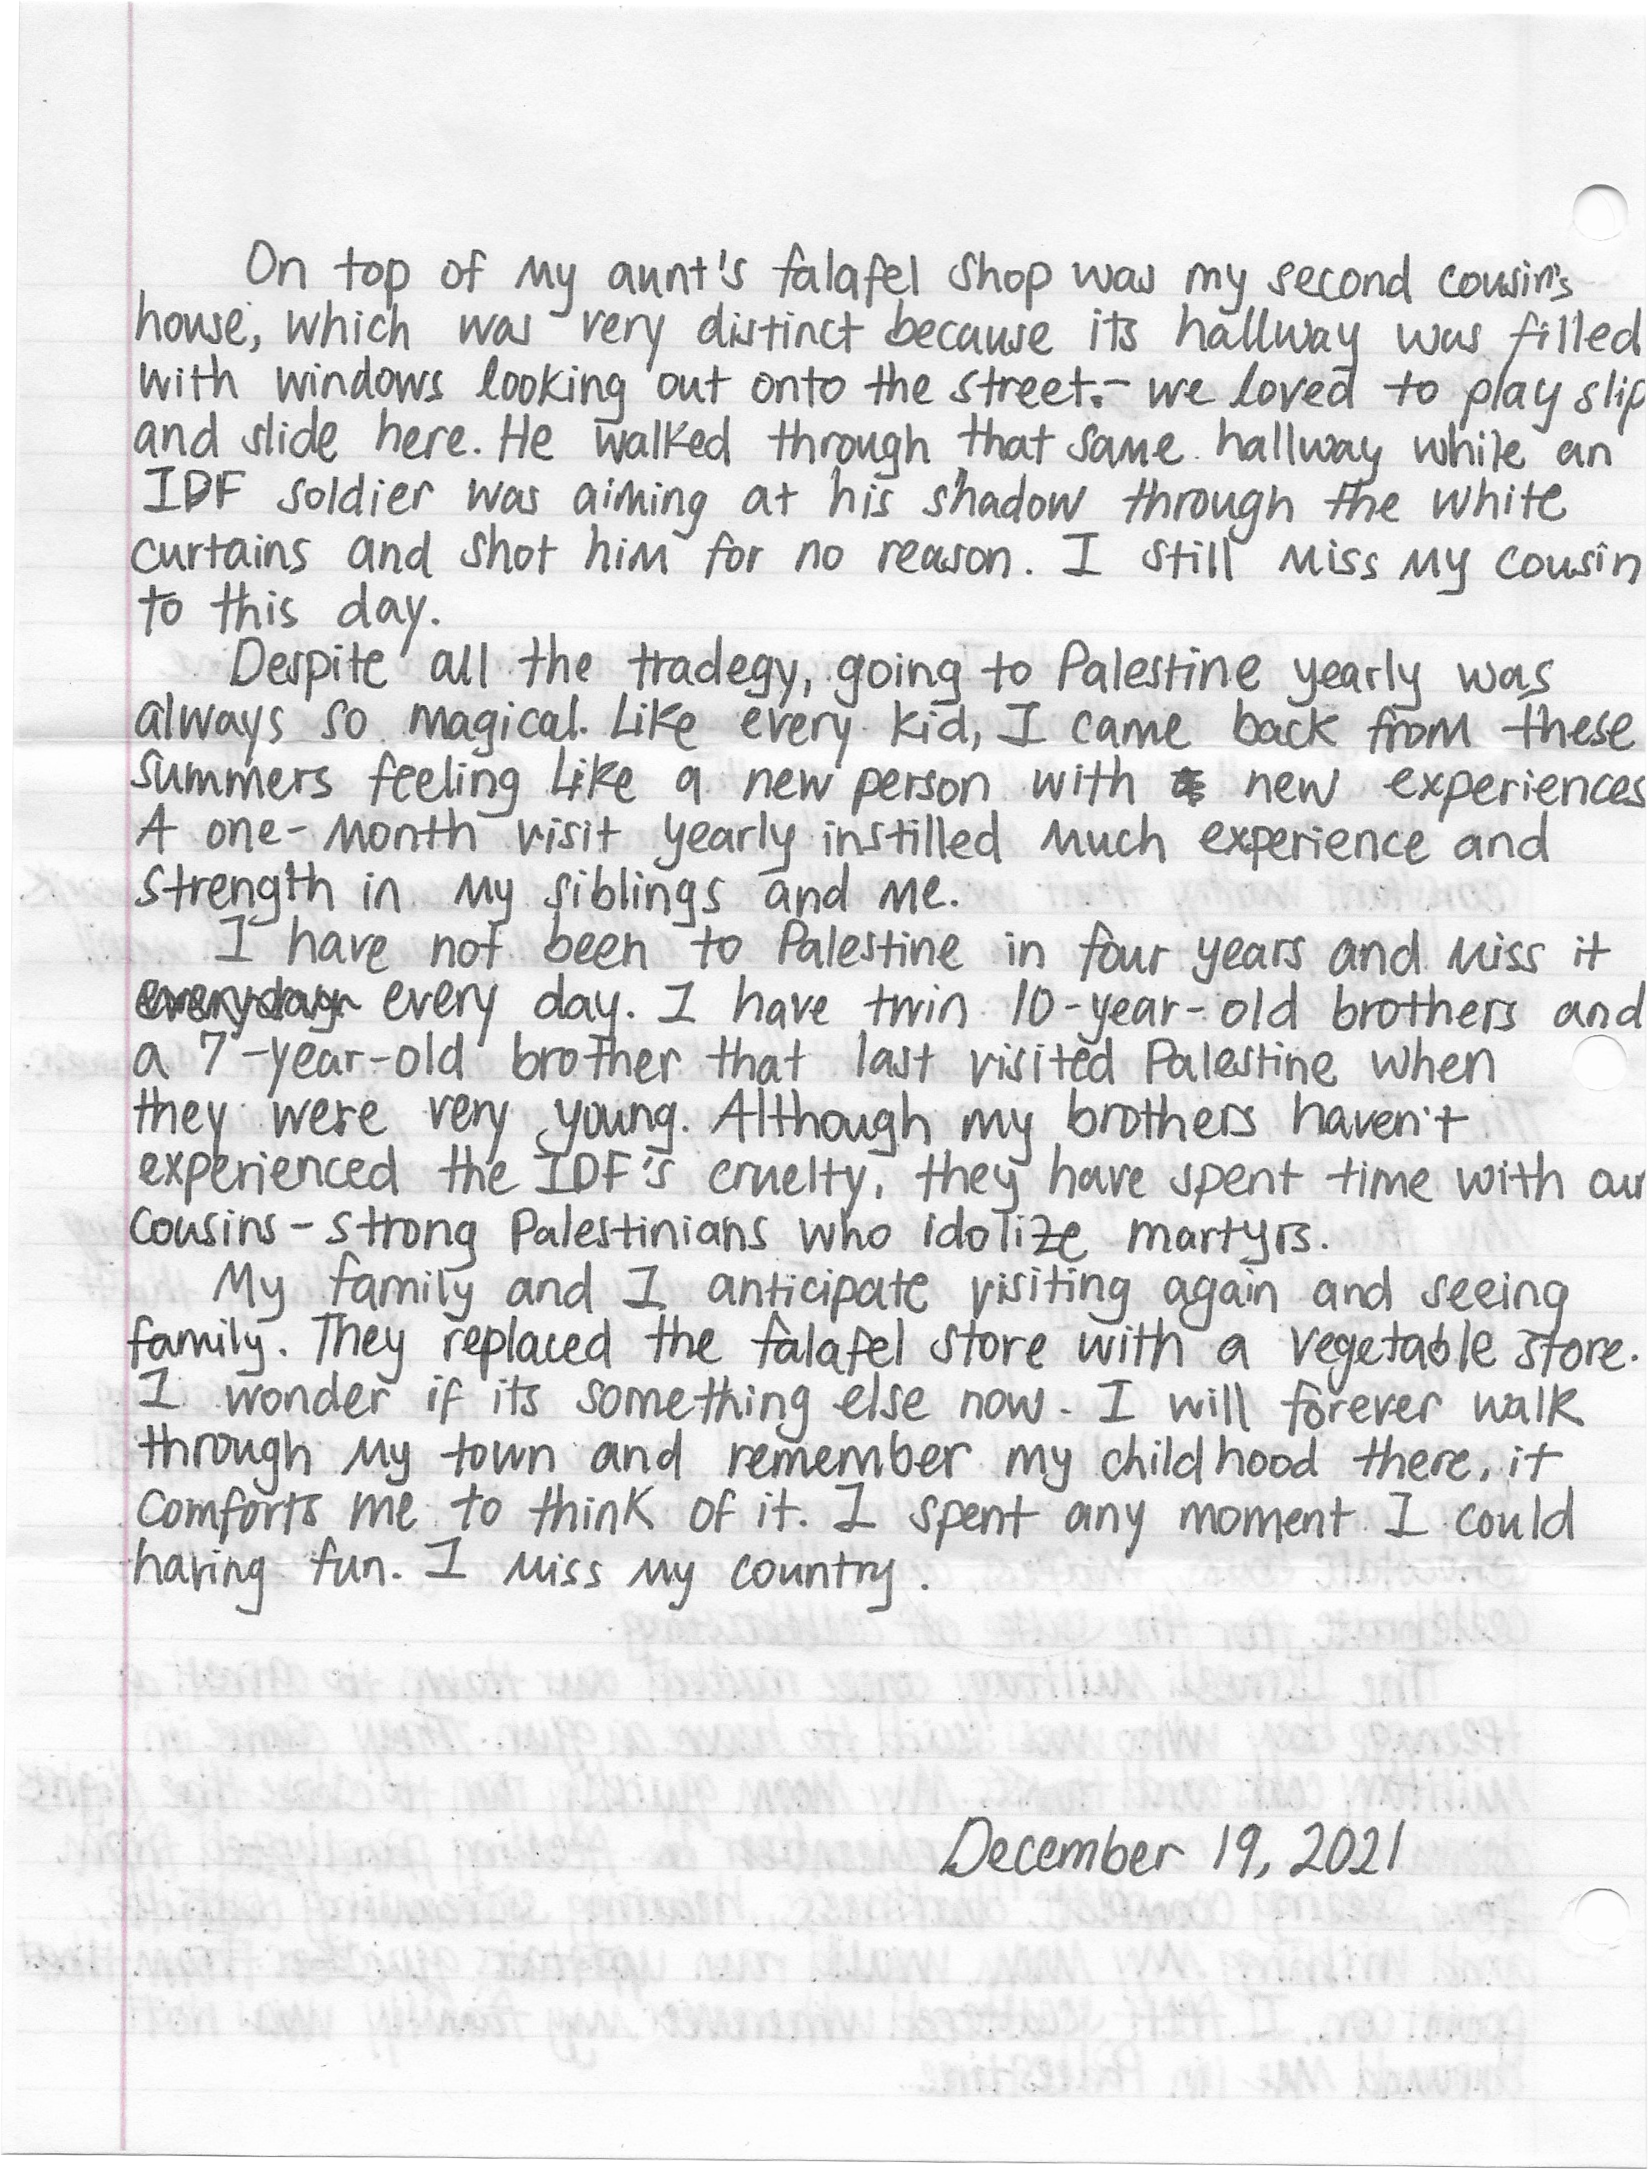 On top of my aunt's falafel shop was my second cousin's
house, which was very distinct because its hallway was filled
with windows looking out onto the street. - we loved to play slip
and slide here. He walked through that same hallway while an
IDF soldier was aiming at his shadow through the white
curtains and shot him for no reason. I still miss my cousin
to this day.
Despite all the tradegy, going to Palestine yearly was
always so magical. Like every kid, I came back from these
summers feeling like a new person with new experiences
A one-month visit yearly instilled much experience and
strength in my siblings and me.
I have not been to Palestine in four years and miss it
everyday every day. I have twin 10-year-old brothers and
a 7-year-old brother that last visited Palestine when
they were very young. Although my brothers haven't
experienced the IDF's cruelty, they have spent time with our
cousins - strong Palestinians who idolize martyrs.
My family and I anticipate visiting again and seeing
family. They replaced the falafel store with a vegetable store.
I wonder if its something else now. I will forever walk
through my town and remember my childhood there, it
comforts me to think of it. I spent any moment I could
having fun. I miss my country.
December 19, 2021